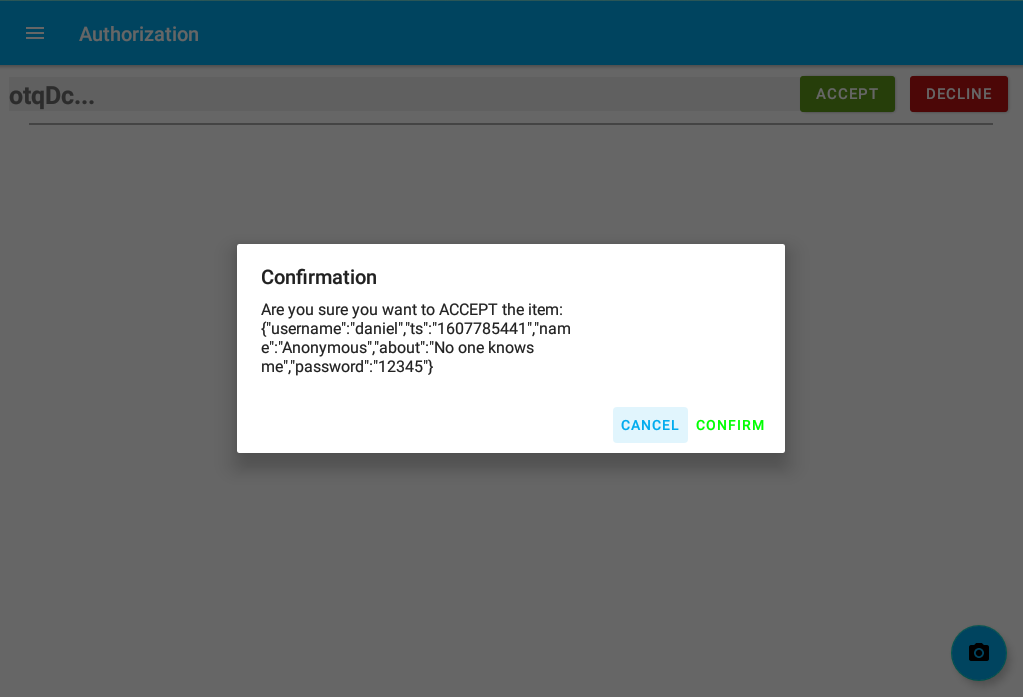 Authorization
otqDc...
ACCEPT
DECLINE
Confirmation
Are you sure you want to ACCEPT the item:
{"username":"daniel","ts":"1607785441","nam
e":"Anonymous","about":"No one knows
me","password":"12345"}
CANCEL
CONFIRM